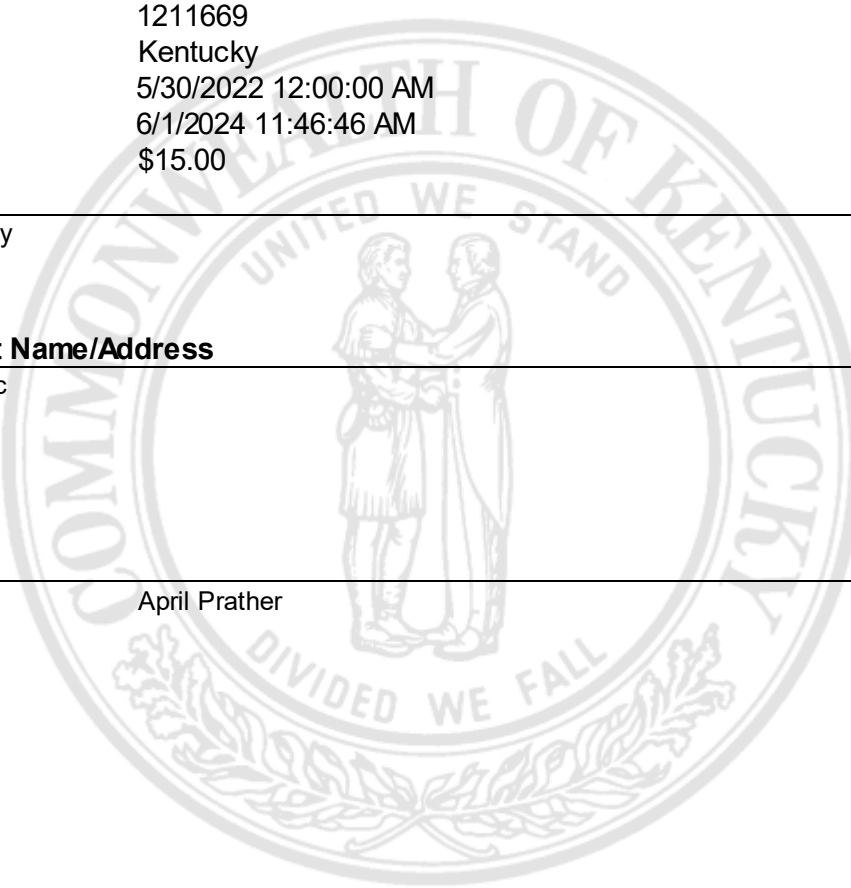 1211669
Kentucky
5/30/2022 12:00:00 AM
6/1/2024 11:46:46 AM
$15.00
y
t Name/Address
c
April Prather
COMMONWEALTH OF KENTUCKY
UNITED WE STAND
DIVIDED WE FALL